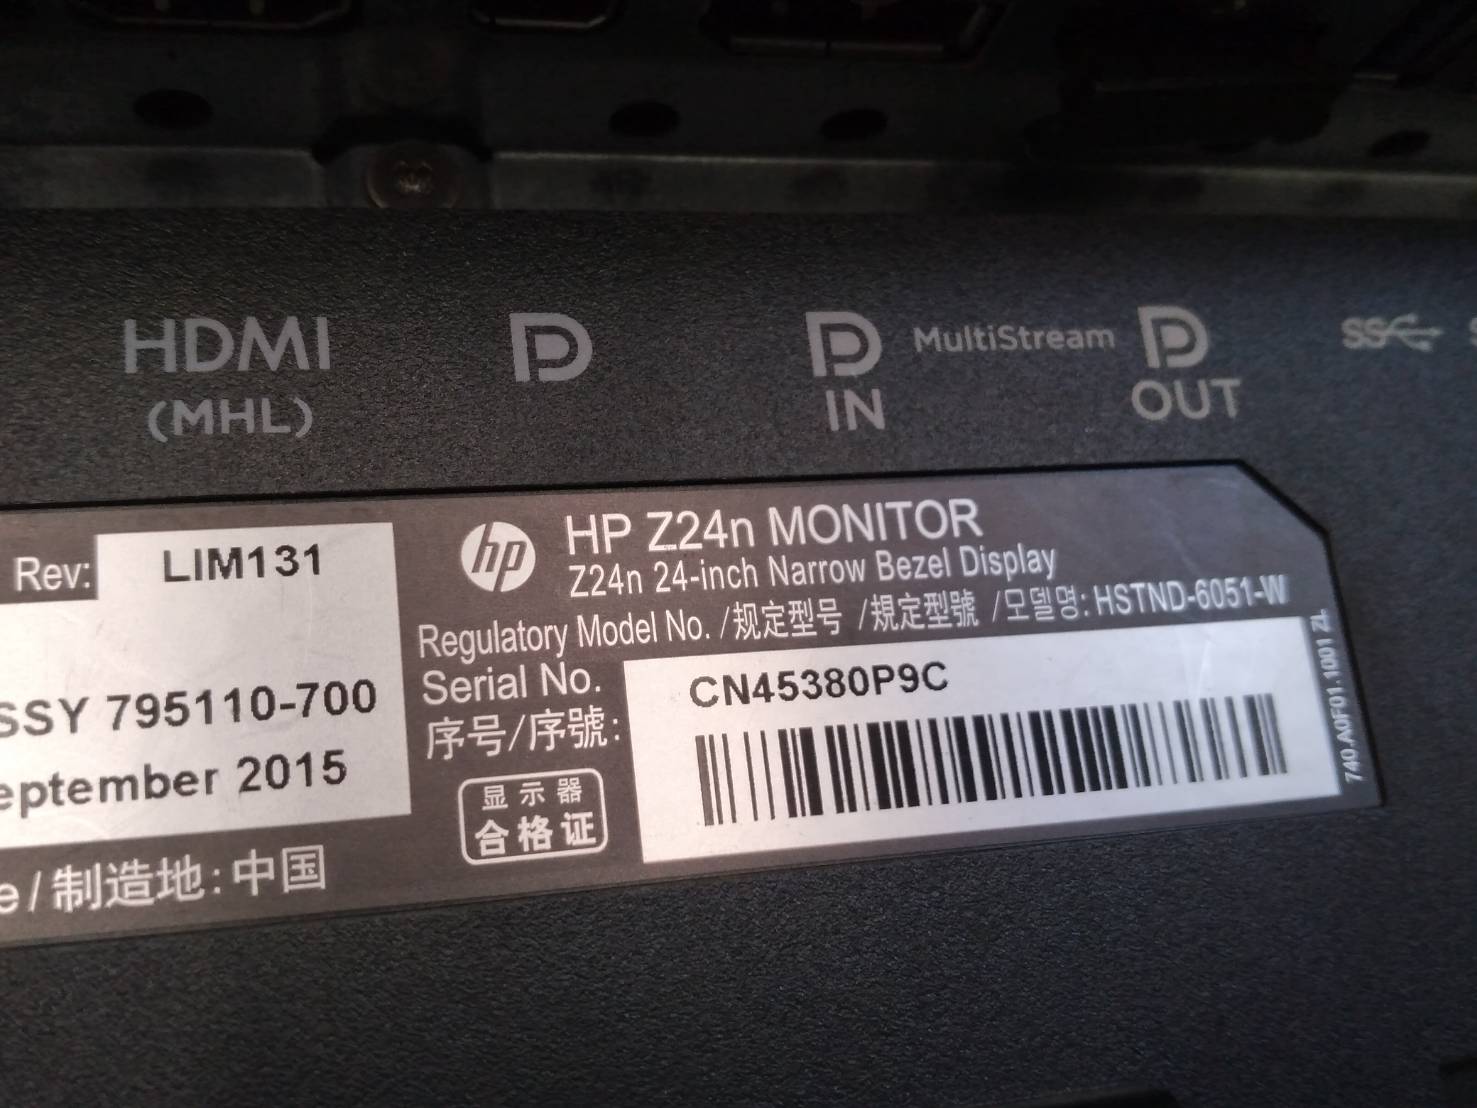 HDMI
(MHL)
IN
MultiStream
OUT
SS
Rev: LIM131
SSY 795110-700
eptember 2015
e/制造地:中国
hp
HP Z24n MONITOR
Z24n 24-inch Narrow Bezel Display
Regulatory Model No. /规定型号 /規定型號 /모델명: HSTND-6051-W
Serial No.
序号/序號:
CN45380P9C
显示器
合格证
740.A0F01.1001 ZL